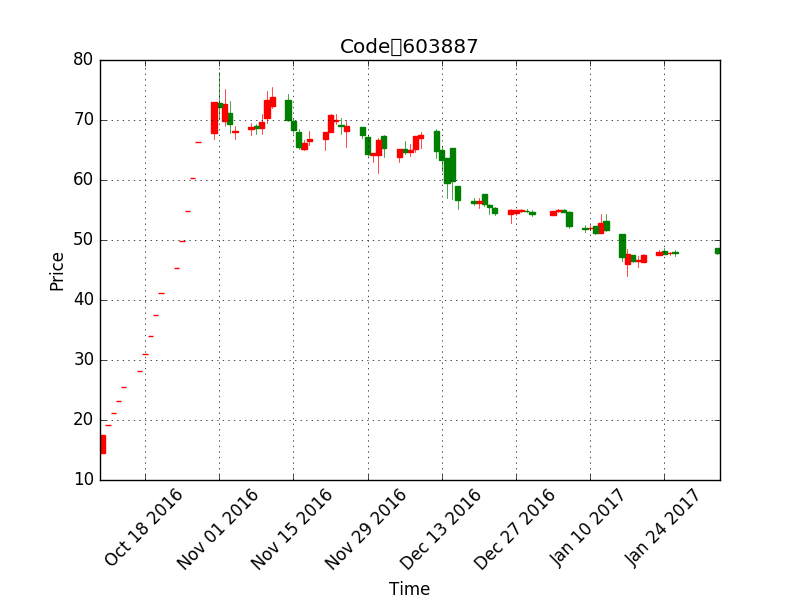 Code▯603887
80
70
60
50
40
30
20
10
Price
Oct 18 2016
Nov 01 2016
Nov 15 2016
Nov 29 2016
Dec 13 2016
Dec 27 2016
Jan 10 2017
Jan 24 2017
Time